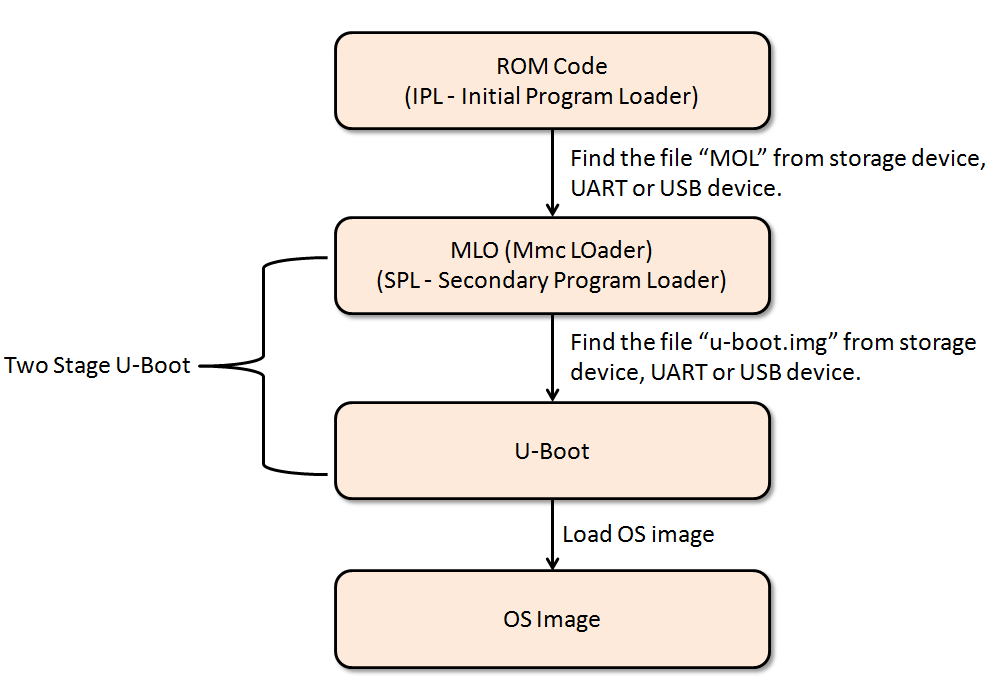 ROM Code
(IPL - Initial Program Loader)
Find the file “MOL” from storage device,
UART or USB device.
MLO (Mmc LOader)
(SPL - Secondary Program Loader)
Find the file “u-boot.img” from storage
device, UART or USB device.
Two Stage U-Boot
U-Boot
Load OS image
OS Image